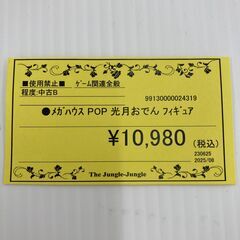 ■使用禁止■ ゲーム関連全般
程度:中古B
99130000024319
●メガハウス POP 光月おでん フィギュア
¥10,980(税込)
230625
2025/08
The Jungle-Jungle